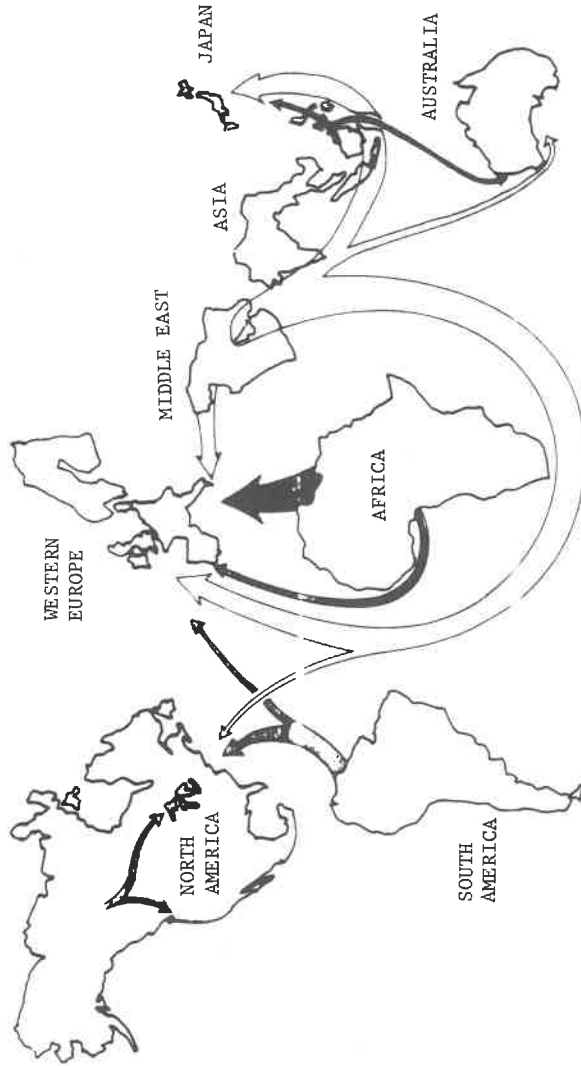 WESTERN
EUROPE
MIDDLE EAST
ASIA
JAPAN
NORTH
AMERICA
AFRICA
AUSTRALIA
SOUTH
AMERICA